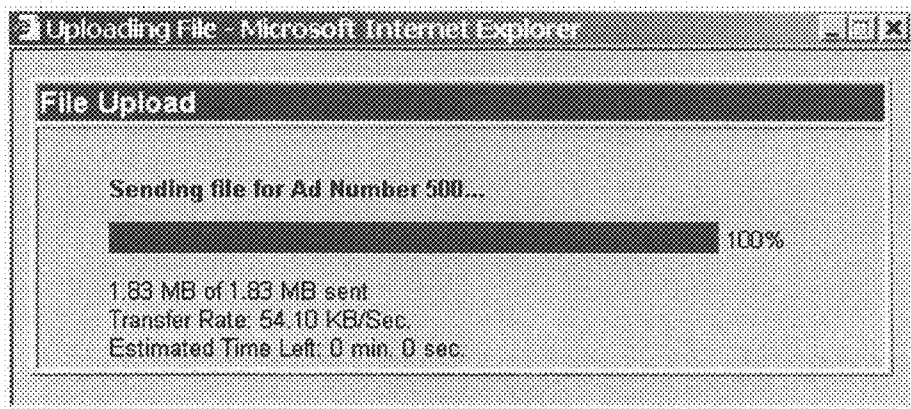 Uploading File - Microsoft Internet Explorer
File Upload
Sending file for Ad Number 500...
100%
1.83 MB of 1.83 MB sent
Transfer Rate: 54.10 KB/Sec.
Estimated Time Left: 0 min. 0 sec.